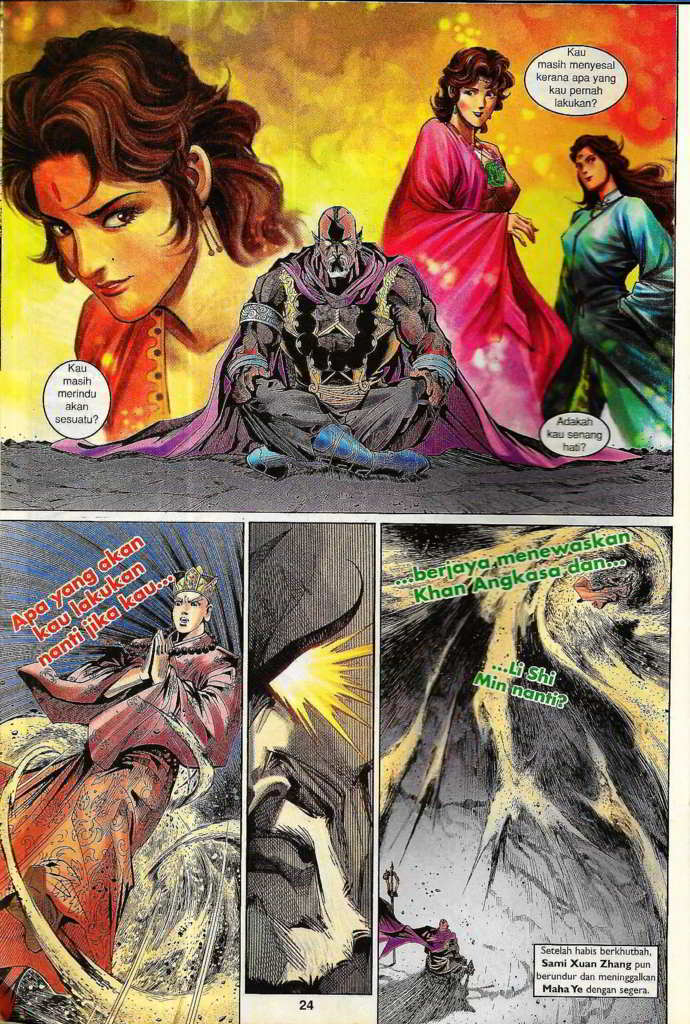 Kau
masih menyesal
kerana apa yang
kau pernah
lakukan?
Kau
masih
merindu
akan
sesuatu?
Adakah
kau senang
hati?
Apa yang akan
kau lakukan
nanti jika kau...
...berjaya menewaskan
Khan Angkasa dan...
...Li Shi
Min nanti?
Setelah habis berkhutbah,
Sami Xuan Zhang pun
berundur dan meninggalkan
Maha Ye dengan segera.
24